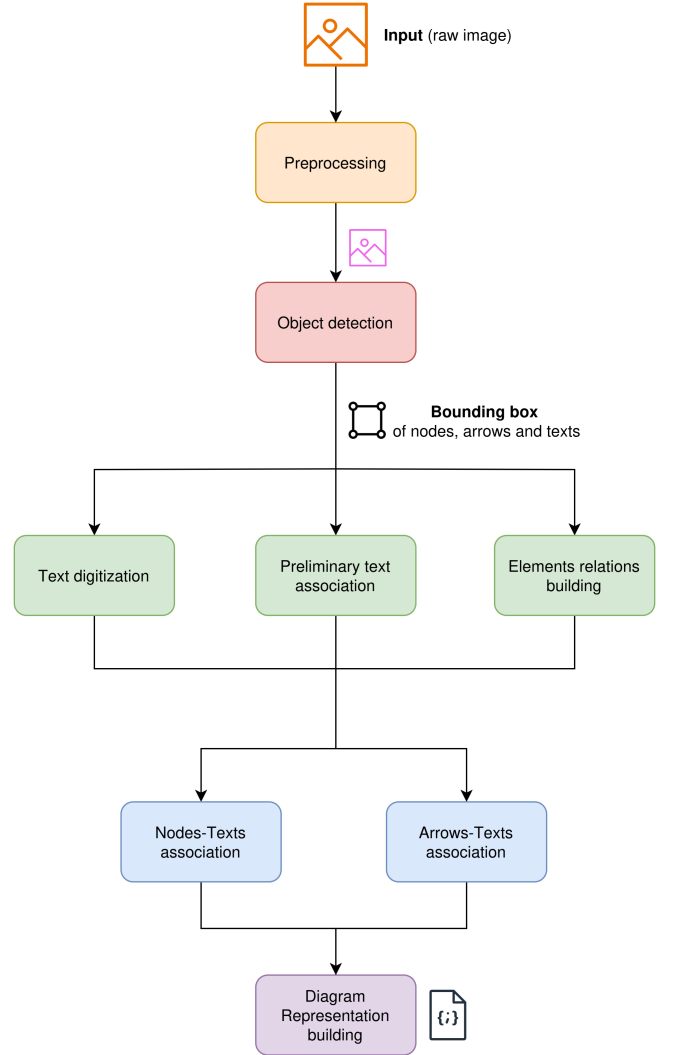 Input (raw image)
Preprocessing
Object detection
Bounding box
of nodes, arrows and texts
Text digitization
Preliminary text
association
Elements relations
building
Nodes-Texts
association
Arrows-Texts
association
Diagram
Representation
building
{;}